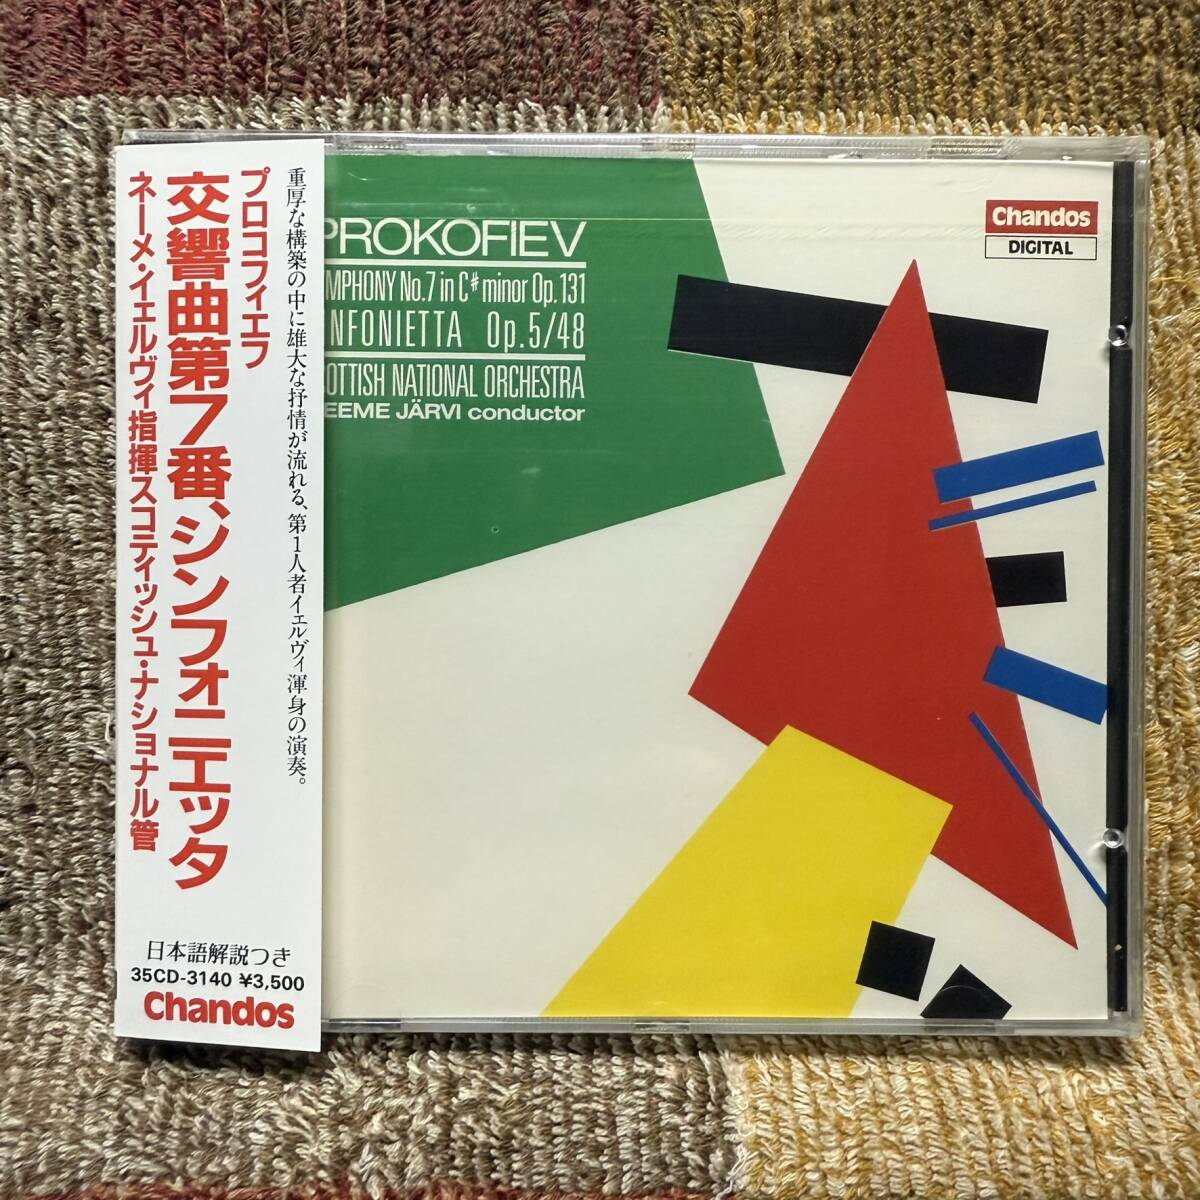 重厚な構築の中に雄大な抒情が流れる、第1人者イェルヴィ渾身の演奏。
プロコフィエフ
交響曲第7番、シンフォニエッタ
ネーメ・イェルヴィ指揮スコティッシュ・ナショナル管
日本語解説つき
35CD-3140 ¥3,500
Chandos
PROKOFIEV
MPHONY No.7 in C# minor Op.131
NFONIETTA Op.5/48
OTTISH NATIONAL ORCHESTRA
EEME JÄRVI conductor
Chandos
DIGITAL